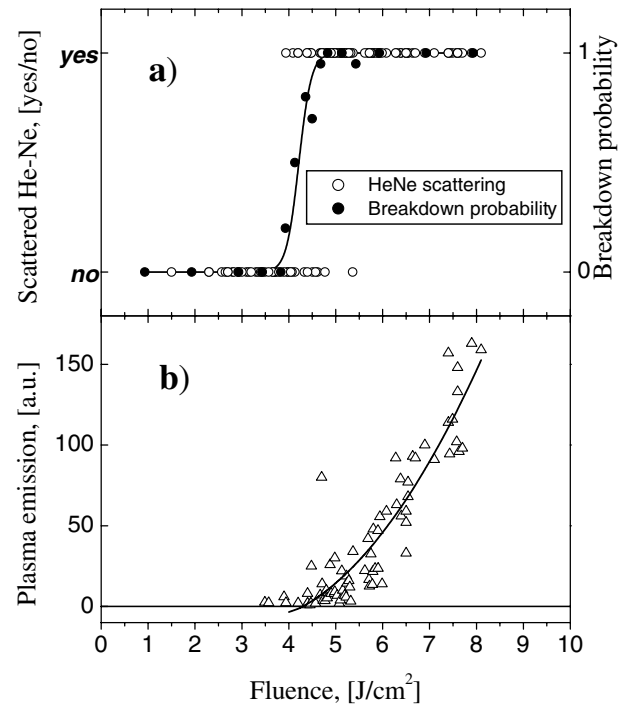 Scattered He-Ne, [yes/no]
yes
no
a)
HeNe scattering
Breakdown probability
1
0
Breakdown probability
Plasma emission, [a.u.]
150
100
50
0
b)
0 1 2 3 4 5 6 7 8 9 10
Fluence, [J/cm²]